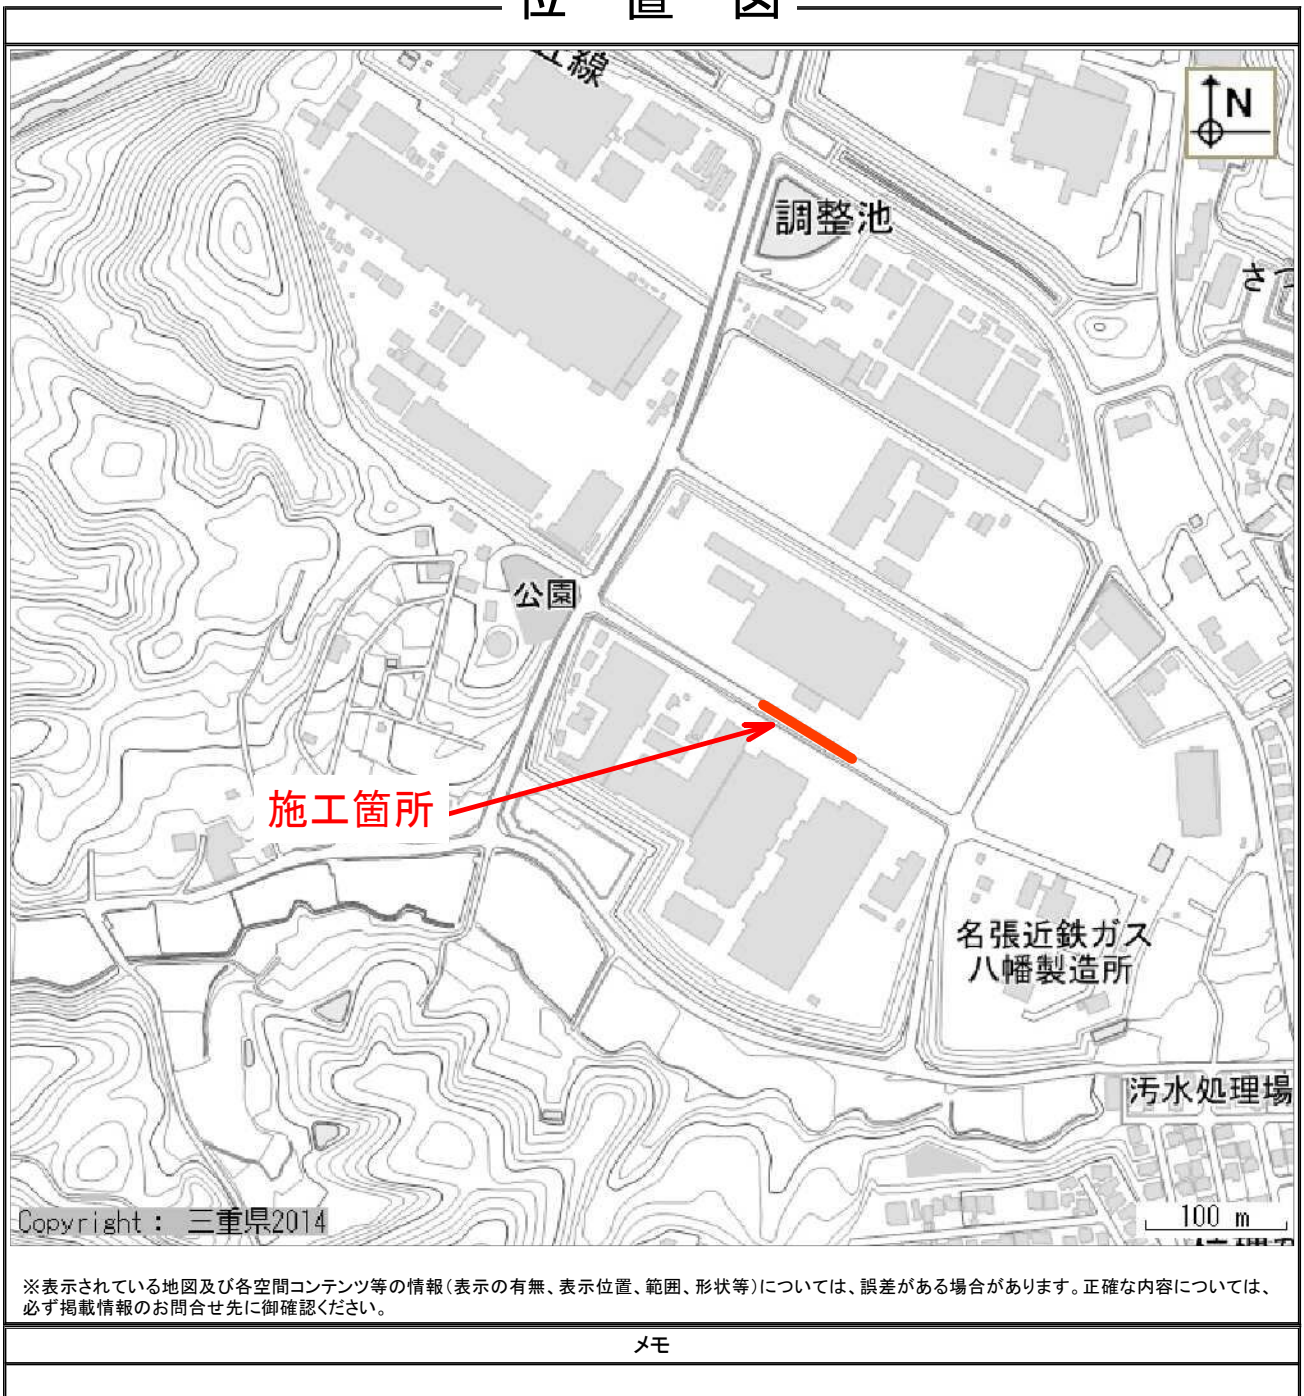 位 置 図
線
N
調整池
さつ
公園
施工箇所
名張近鉄ガス
八幡製造所
汚水処理場
Copyright： 三重県2014
100 m
※表示されている地図及び各空間コンテンツ等の情報(表示の有無、表示位置、範囲、形状等)については、誤差がある場合があります。正確な内容については、
必ず掲載情報のお問合せ先に御確認ください。
メモ